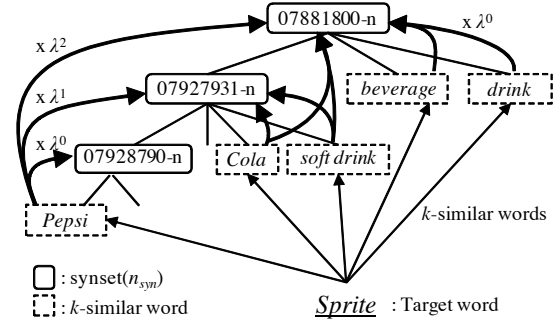 07881800-n
x λ⁰
x λ²
07927931-n
beverage
drink
x λ¹
x λ⁰
07928790-n
Cola
soft drink
Pepsi
k-similar words
: synset(n_syn)
: k-similar word
Sprite : Target word